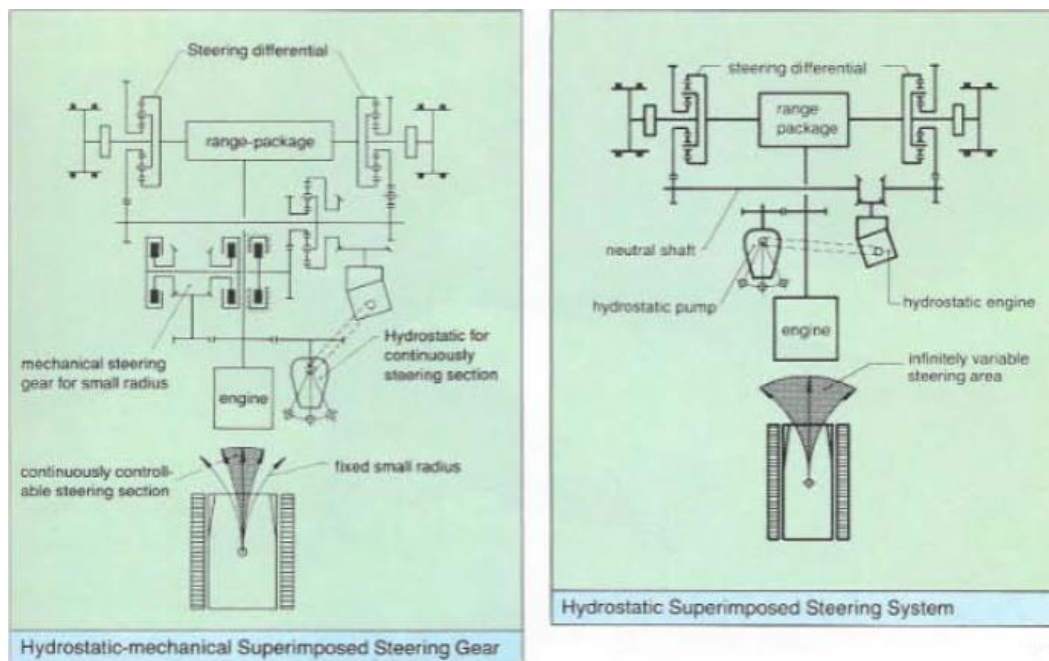 Steering differential
range-package
mechanical steering
gear for small radius
Hydrostatic for
continuously
steering section
engine
continuously controll-
able steering section
fixed small radius
Hydrostatic-mechanical Superimposed Steering Gear
steering differential
range
package
neutral shaft
hydrostatic pump
hydrostatic engine
engine
infinitely variable
steering area
Hydrostatic Superimposed Steering System